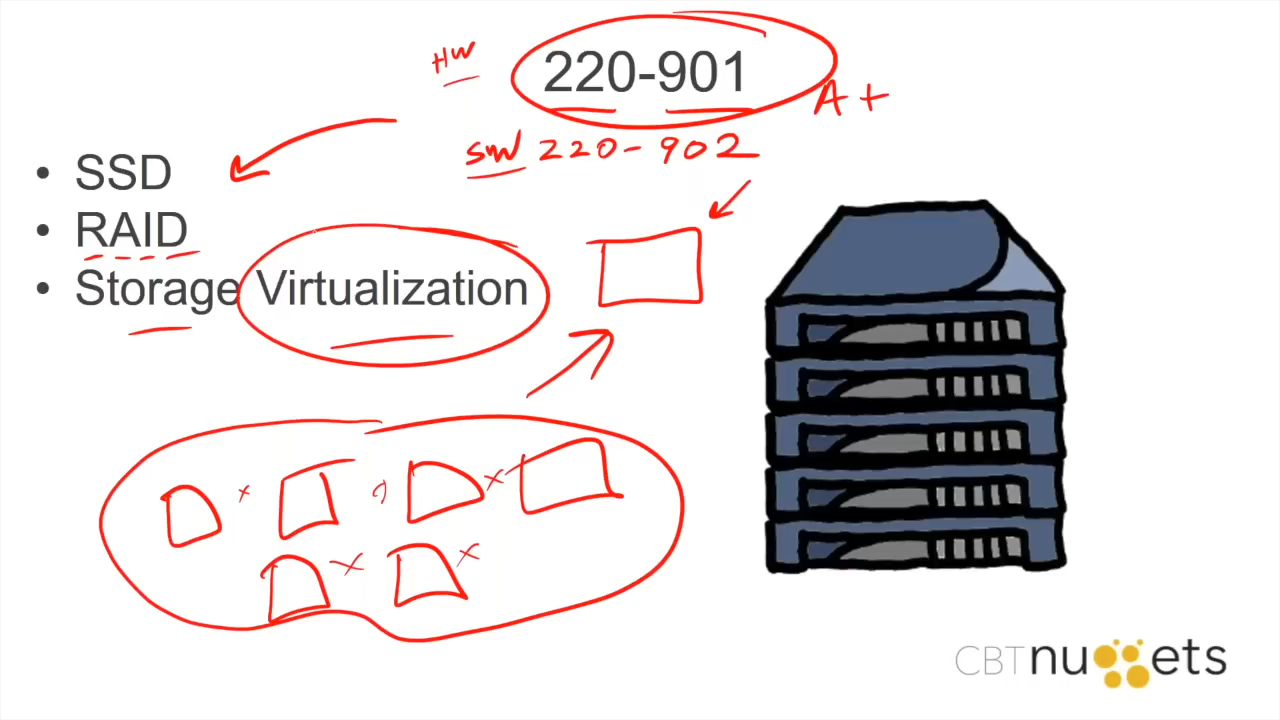 HW
220-901
A+
SW 220-902
• SSD
• RAID
• Storage Virtualization
CBTnuggets